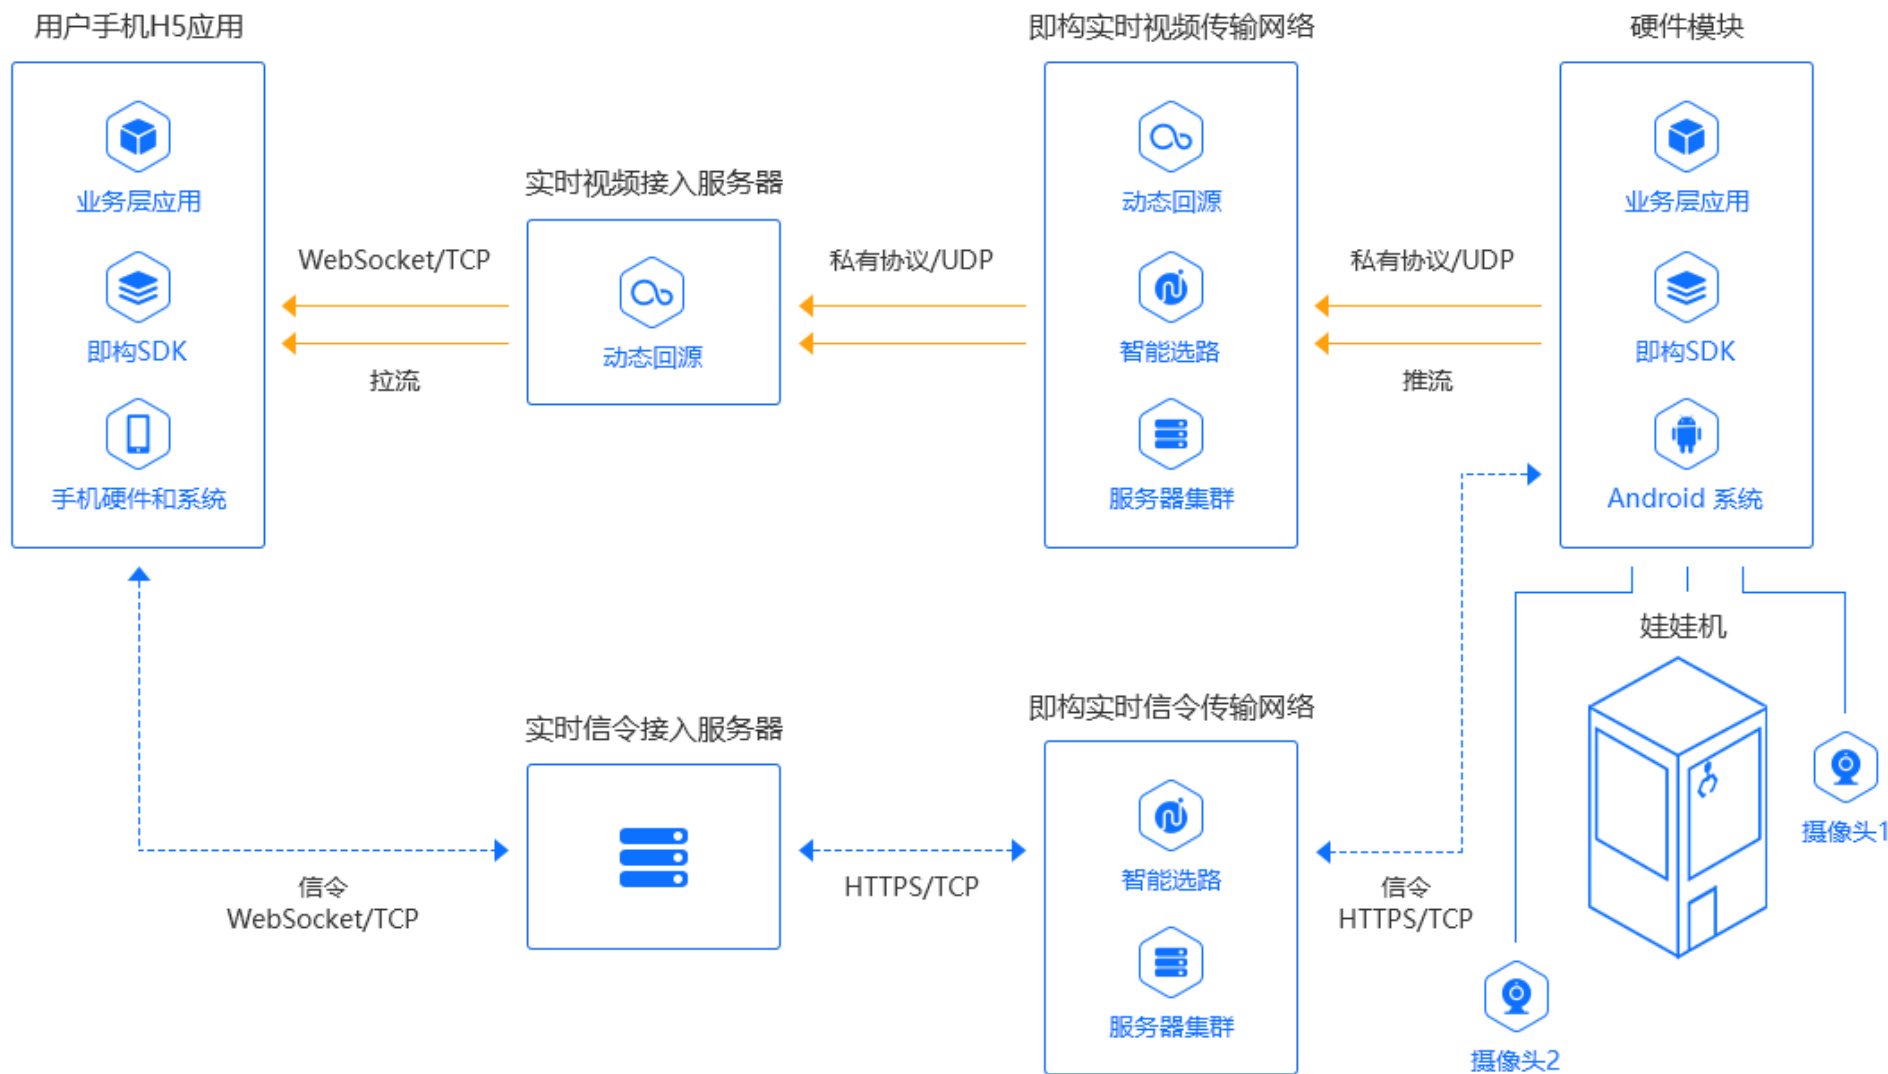 用户手机H5应用
业务层应用
即构SDK
手机硬件和系统
WebSocket/TCP
拉流
实时视频接入服务器
动态回源
私有协议/UDP
即构实时视频传输网络
动态回源
智能选路
服务器集群
私有协议/UDP
推流
硬件模块
业务层应用
即构SDK
Android 系统
娃娃机
摄像头1
摄像头2
信令
WebSocket/TCP
实时信令接入服务器
HTTPS/TCP
即构实时信令传输网络
智能选路
服务器集群
信令
HTTPS/TCP